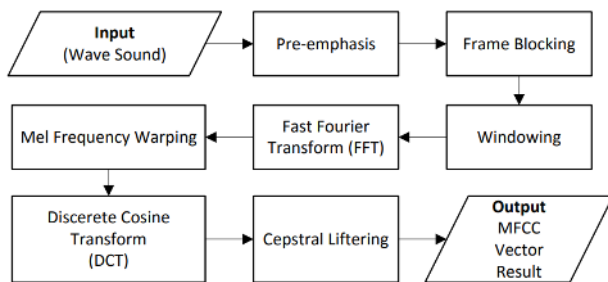 Input
(Wave Sound)
Pre-emphasis
Frame Blocking
Windowing
Fast Fourier
Transform (FFT)
Mel Frequency Warping
Discerete Cosine
Transform
(DCT)
Cepstral Liftering
Output
MFCC
Vector
Result